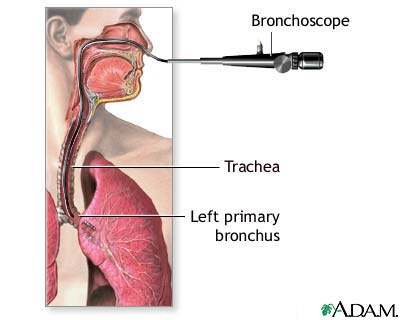 Bronchoscope
Trachea
Left primary
bronchus
A.D.A.M.